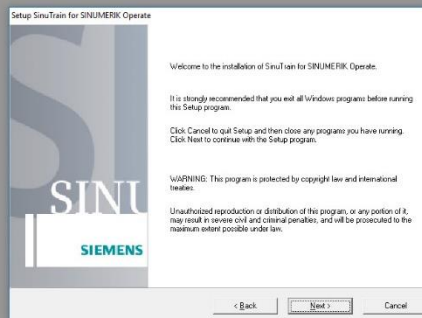 Setup SinuTrain for SINUMERIK Operate
Welcome to the installation of SinuTrain for SINUMERIK Operate.
It is strongly recommended that you exit all Windows programs before running
this Setup program.
Click Cancel to quit Setup and then close any programs you have running.
Click Next to continue with the Setup program.
WARNING: This program is protected by copyright law and international
treaties.
Unauthorized reproduction or distribution of this program, or any portion of it,
may result in severe civil and criminal penalties, and will be prosecuted to the
maximum extent possible under law.
SINU
SIEMENS
< Back
Next >
Cancel